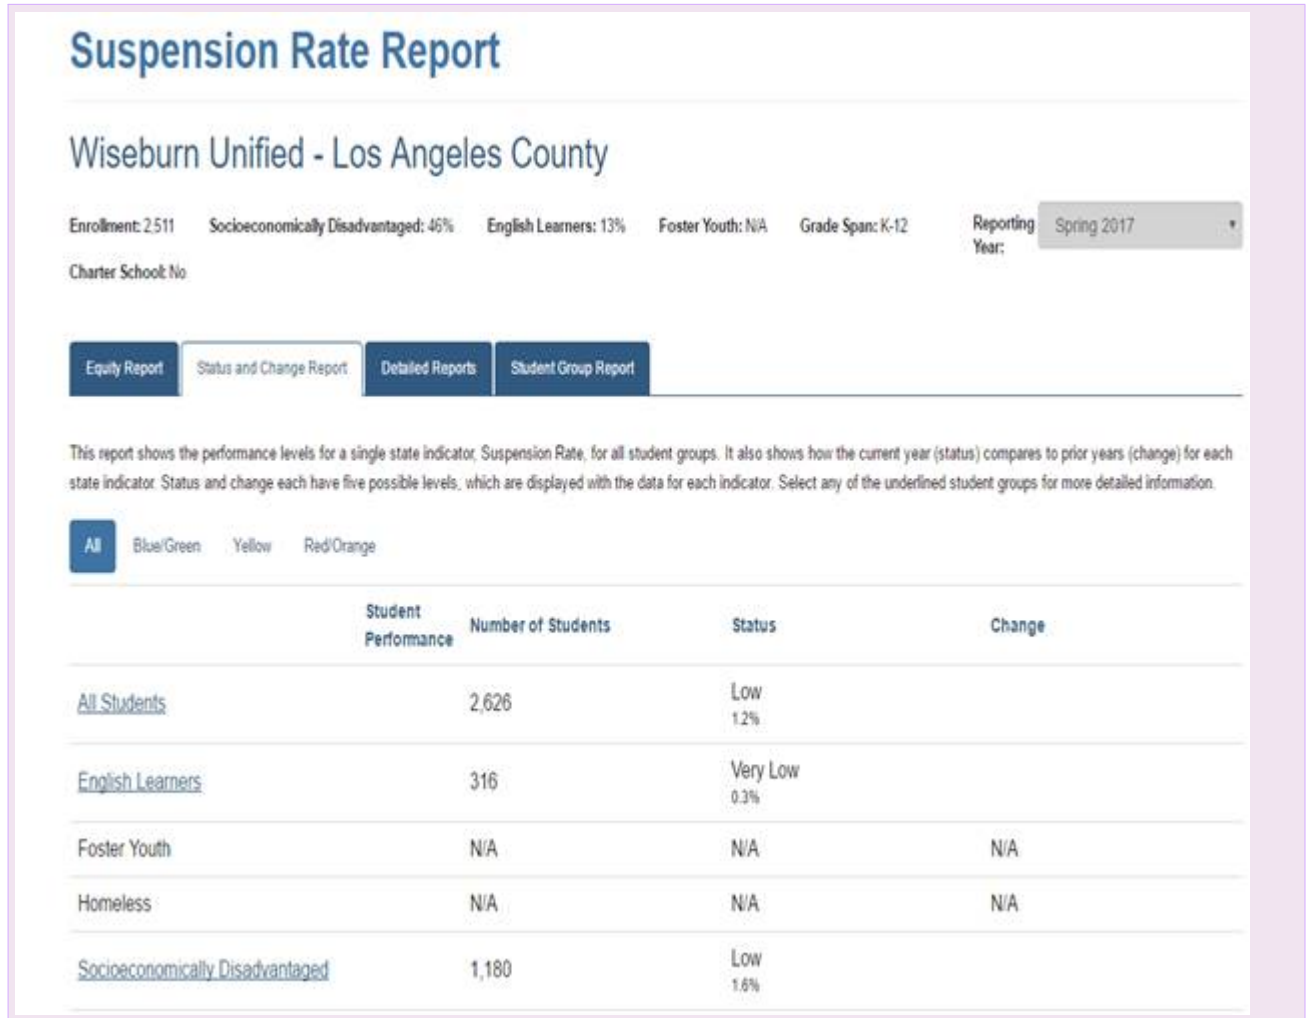 Suspension Rate Report
Wiseburn Unified - Los Angeles County
Enrollment: 2,511 Socioeconomically Disadvantaged: 46% English Learners: 13% Foster Youth: N/A Grade Span: K-12 Reporting Year: Spring 2017
Charter School: No
Equity Report Status and Change Report Detailed Reports Student Group Report
This report shows the performance levels for a single state indicator, Suspension Rate, for all student groups. It also shows how the current year (status) compares to prior years (change) for each
state indicator. Status and change each have five possible levels, which are displayed with the data for each indicator. Select any of the underlined student groups for more detailed information.
All Blue/Green Yellow Red/Orange
Student Performance Number of Students Status Change
All Students 2,626 Low 1.2%
English Learners 316 Very Low 0.3%
Foster Youth N/A N/A N/A
Homeless N/A N/A N/A
Socioeconomically Disadvantaged 1,180 Low 1.6%